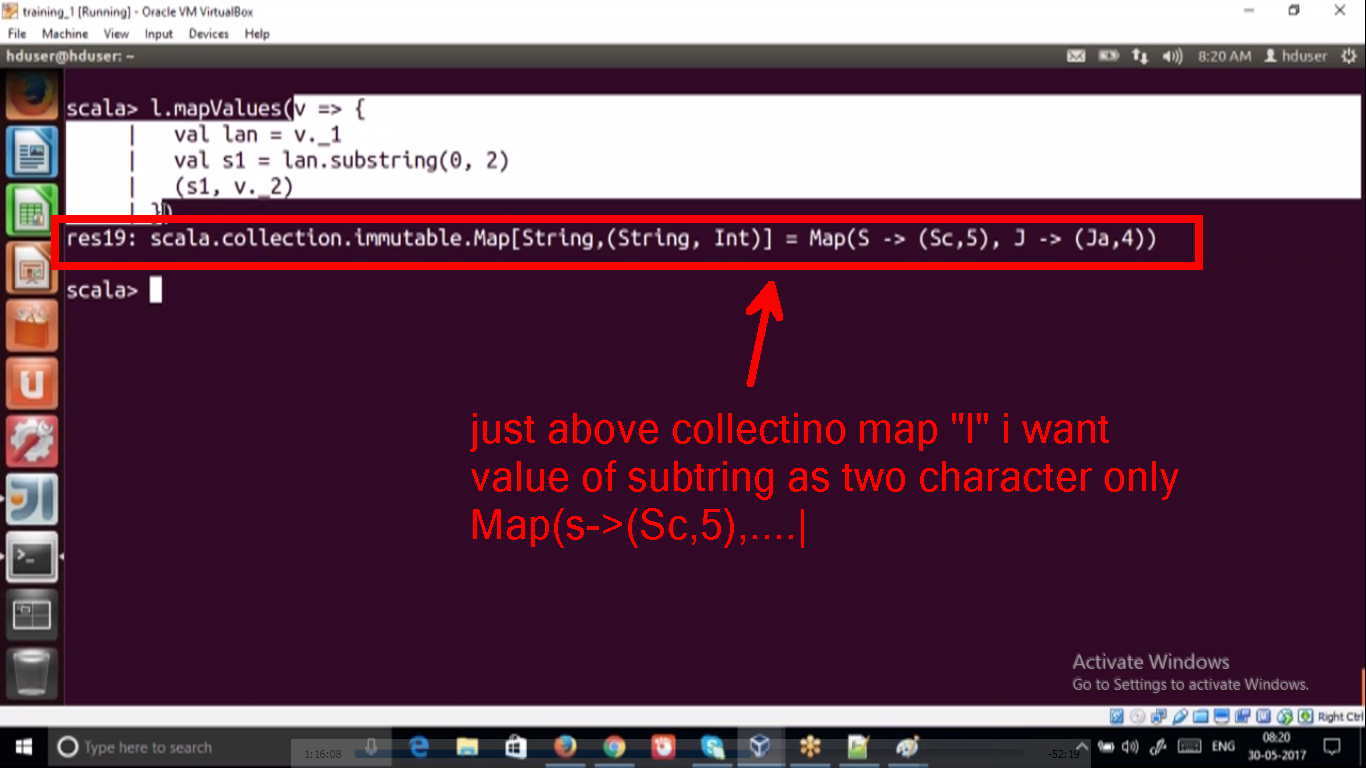 training_1 [Running] - Oracle VM VirtualBox
File Machine View Input Devices Help
hduser@hduser: ~
8:20 AM hduser
scala> l.mapValues(v => {
| val lan = v._1
| val s1 = lan.substring(0, 2)
| (s1, v._2)
| })
res19: scala.collection.immutable.Map[String,(String, Int)] = Map(S -> (Sc,5), J -> (Ja,4))
scala>
just above collectino map "l" i want
value of subtring as two character only
Map(s->(Sc,5),....|
Activate Windows
Go to Settings to activate Windows.
Right Ctrl
Type here to search
1:16:08
-52:19
ENG
08:20
30-05-2017